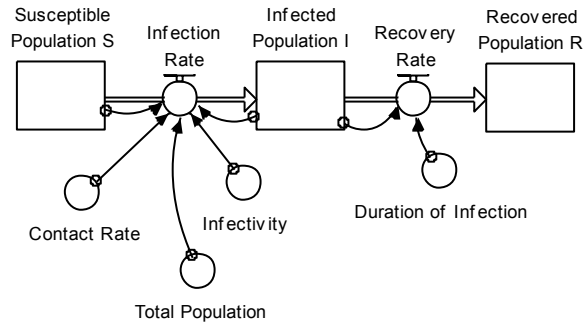 Susceptible
Population S
Infection
Rate
Infected
Population I
Recovery
Rate
Recovered
Population R
Contact Rate
Infectivity
Total Population
Duration of Infection